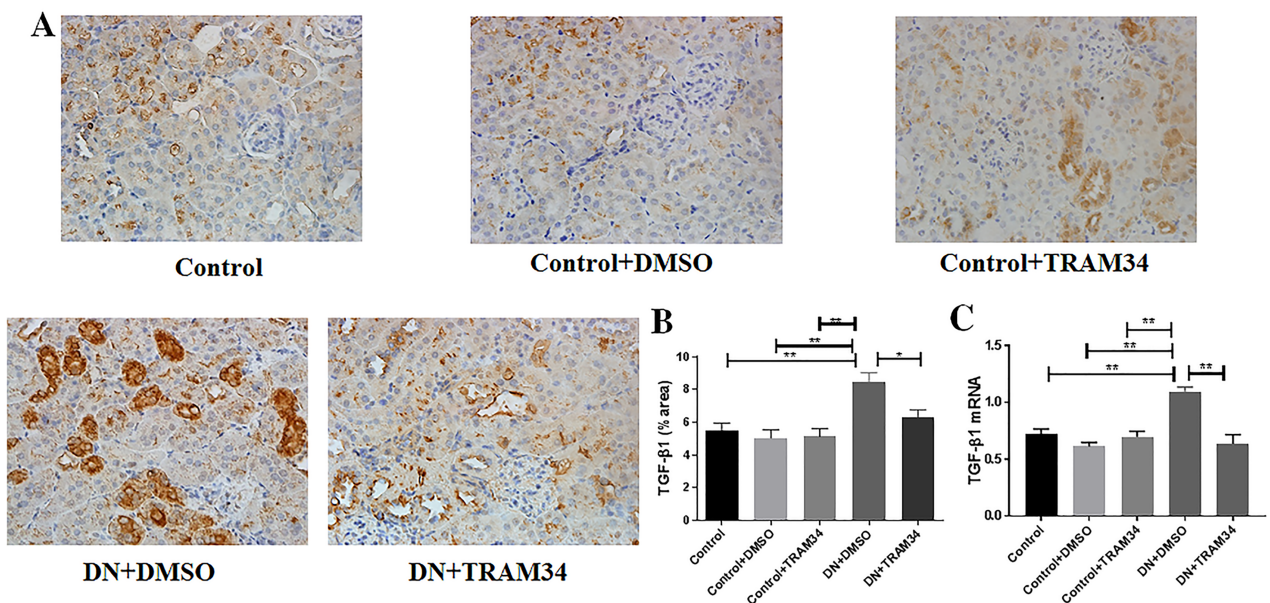 A
Control
Control+DMSO
Control+TRAM34
DN+DMSO
DN+TRAM34
B
**
**
**
*
10
8
6
4
2
0
TGF-β1 (% area)
Control
Control+DMSO
Control+TRAM34
DN+DMSO
DN+TRAM34
C
**
**
**
**
1.5
1.0
0.5
0.0
TGF-β1 mRNA
Control
Control+DMSO
Control+TRAM34
DN+DMSO
DN+TRAM34